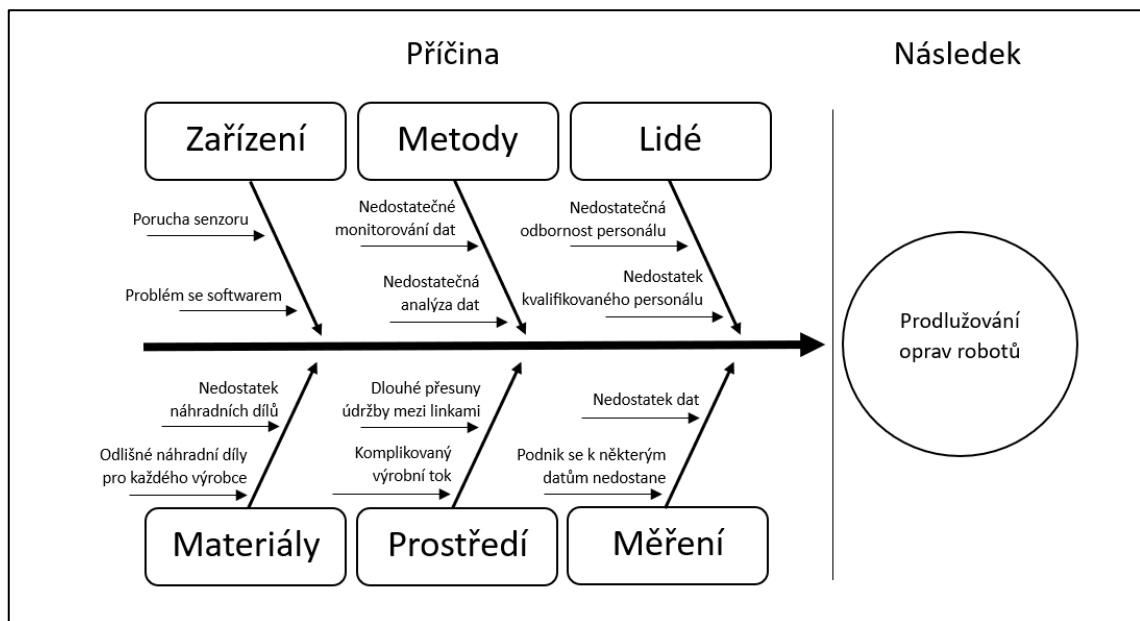 Příčina
Následek
Zařízení
Metody
Lidé
Porucha senzoru
Problém se softwarem
Nedostatečné
monitorování dat
Nedostatečná
analýza dat
Nedostatečná
odbornost personálu
Nedostatek
kvalifikovaného personálu
Prodlužování
oprav robotů
Nedostatek
náhradních dílů
Odlišné náhradní díly
pro každého výrobce
Dlouhé přesuny
údržby mezi linkami
Komplikovaný
výrobní tok
Nedostatek dat
Podnik se k některým
datům nedostane
Materiály
Prostředí
Měření